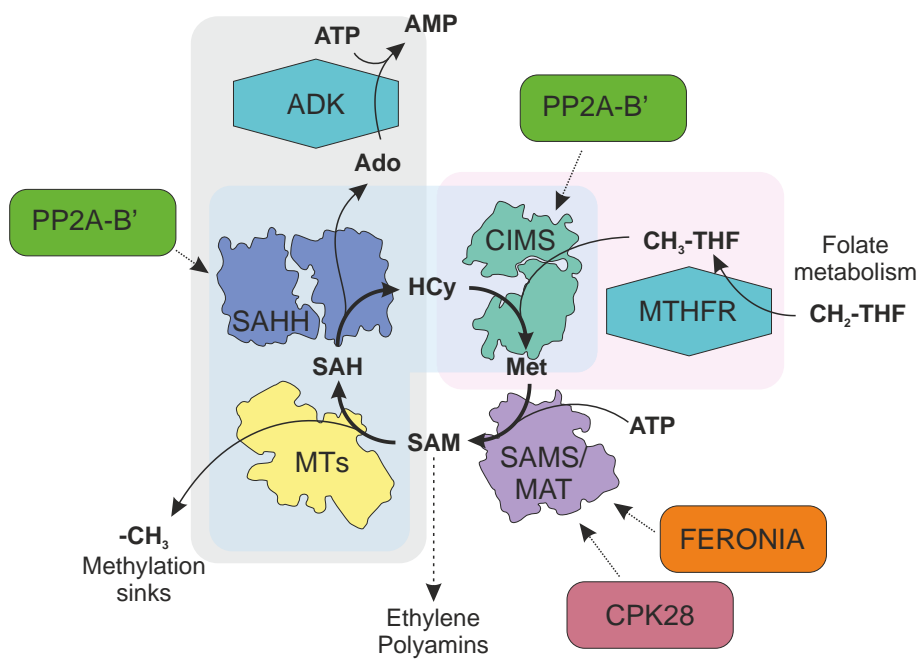 AMP
ATP
ADK
PP2A-B’
Ado
PP2A-B’
CIMS
CH₃-THF
Folate
metabolism
HCy
MTHFR
CH₂-THF
SAHH
SAH
Met
ATP
SAM
MTs
SAMS/
MAT
-CH₃
Methylation
sinks
FERONIA
CPK28
Ethylene
Polyamins